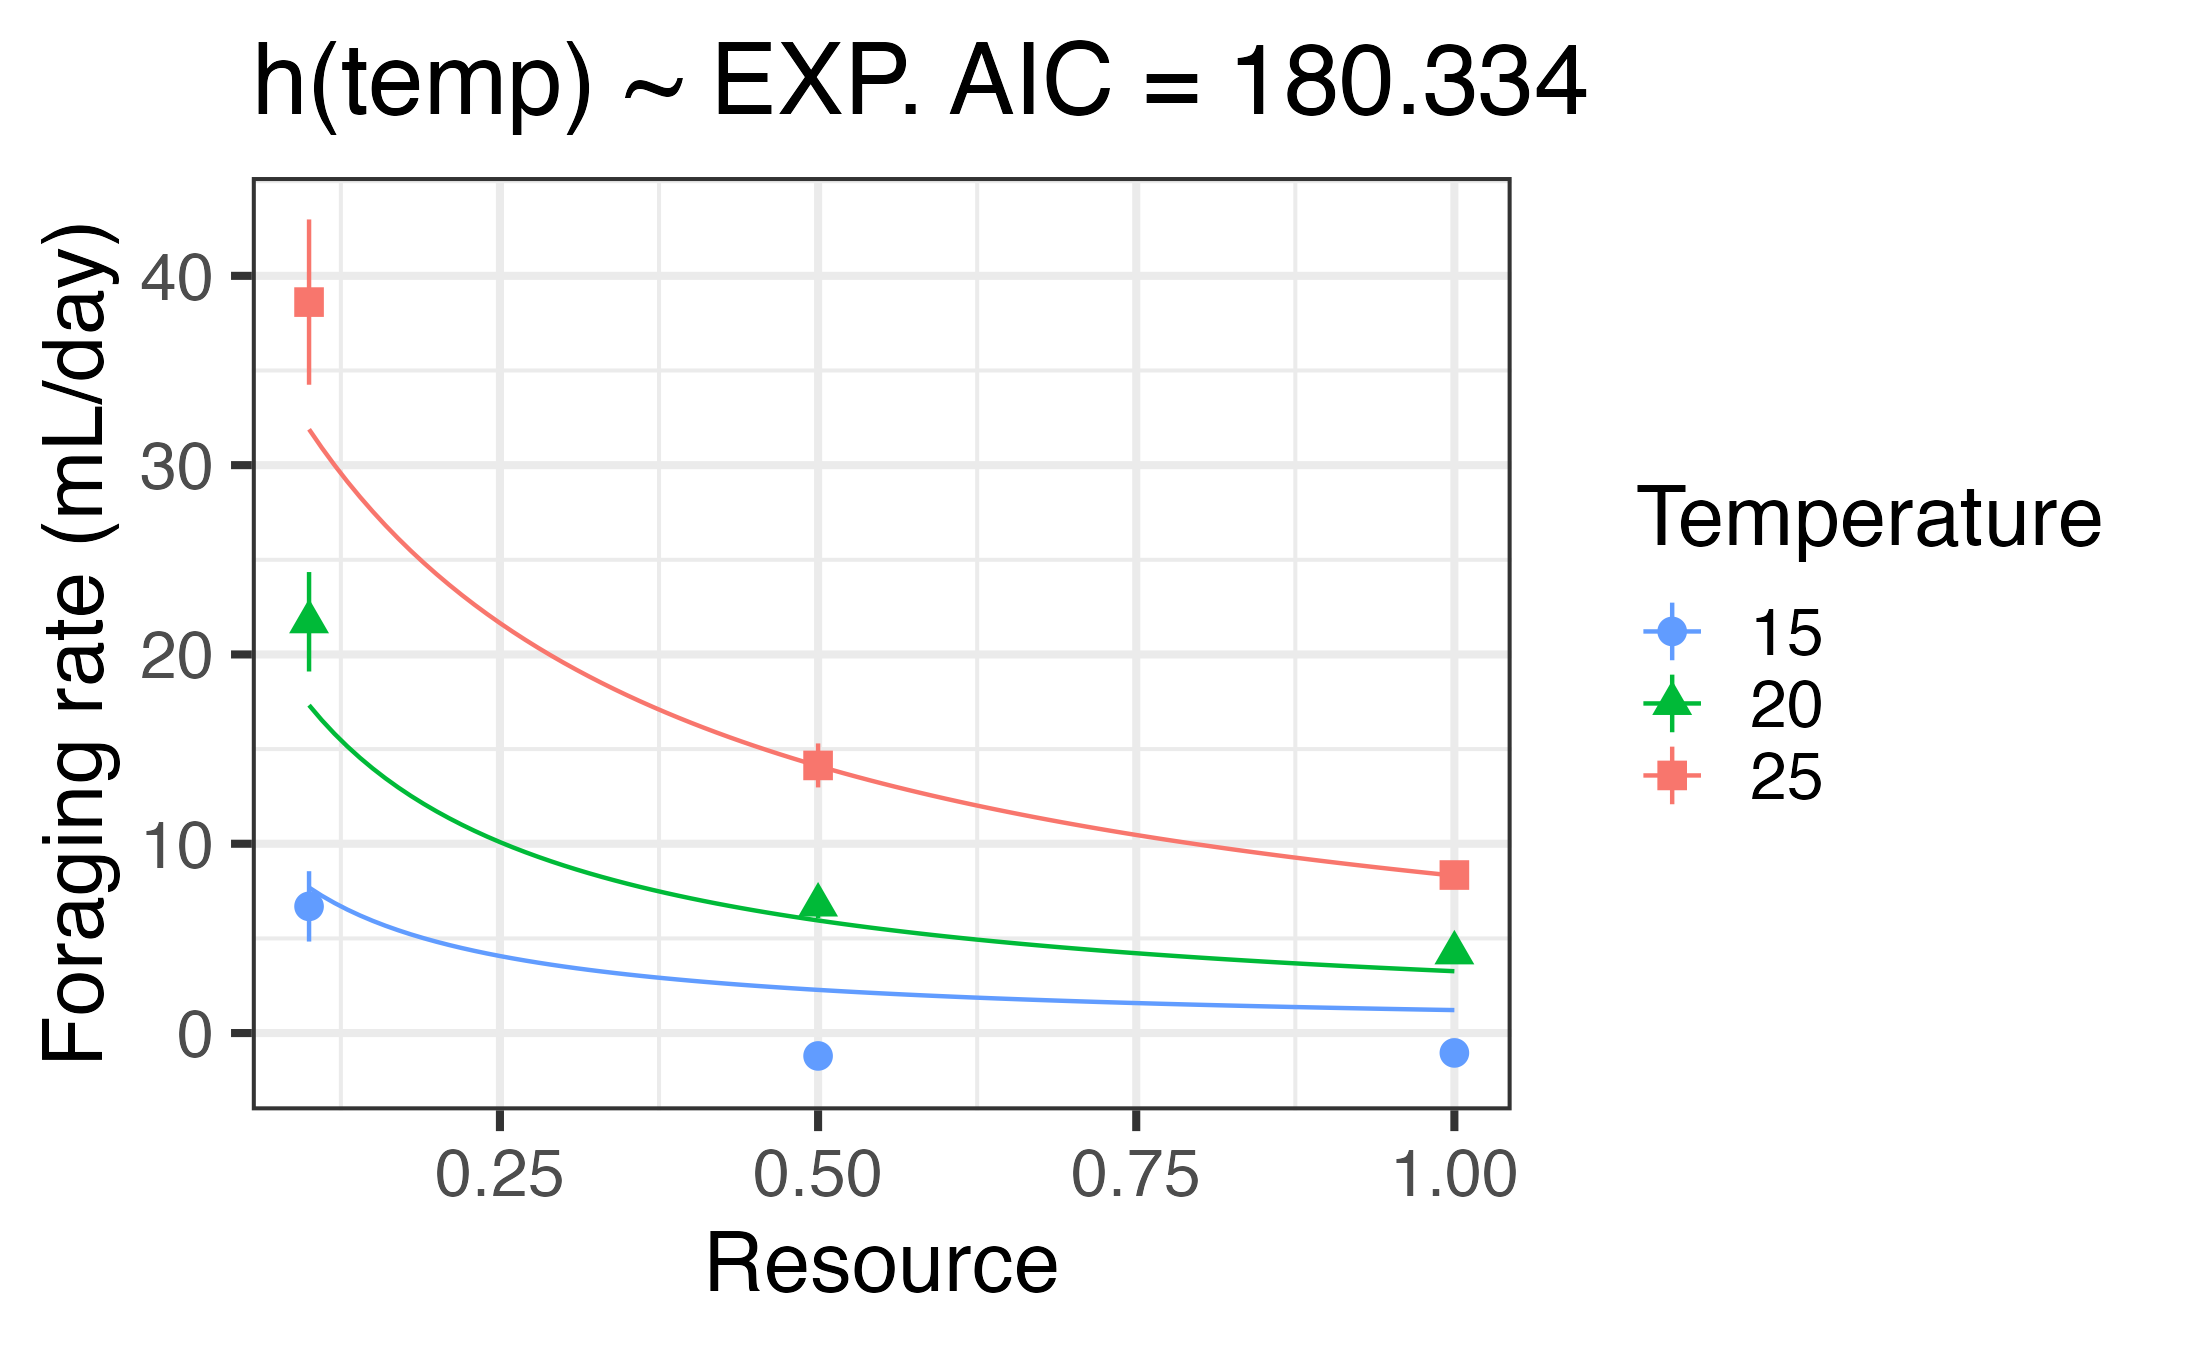 h(temp) ~ EXP. AIC = 180.334
Foraging rate (mL/day)
40
30
20
10
0
0.25 0.50 0.75 1.00
Resource
Temperature
15
20
25